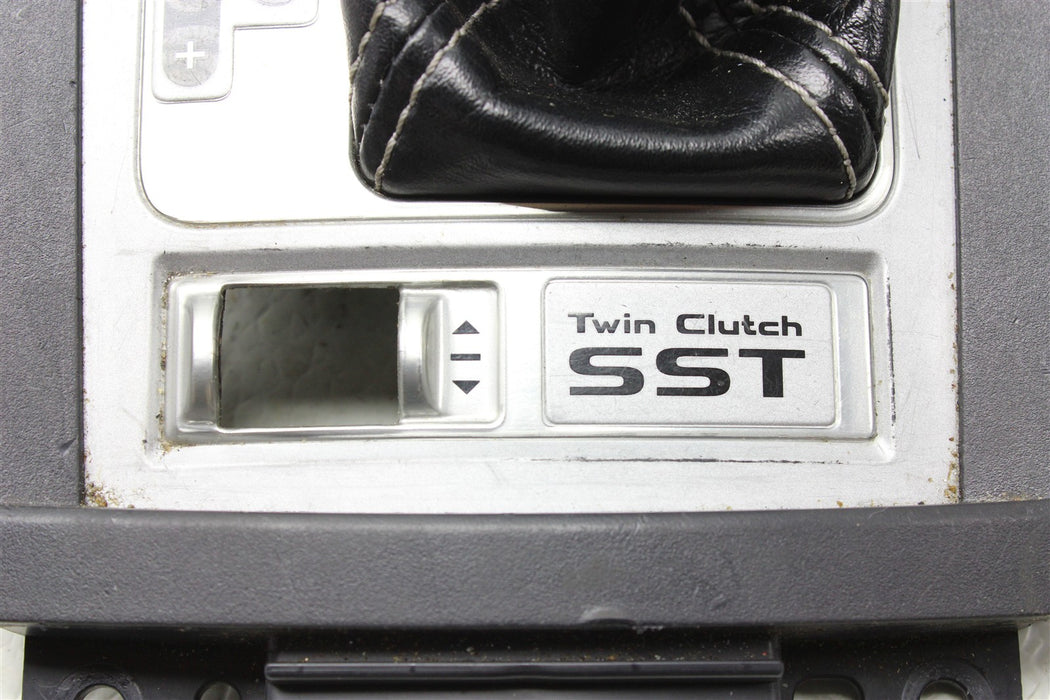 +
Twin Clutch
SST